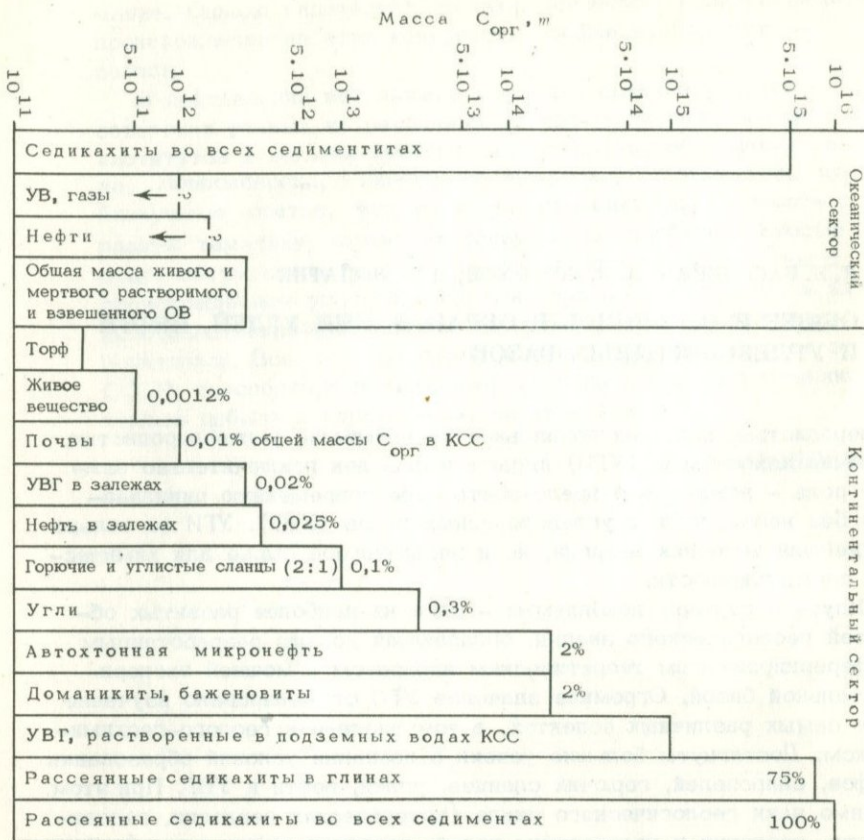 Масса C орг , т
10^11
5·10^11
10^12
5·10^12
10^13
5·10^13
10^14
5·10^14
10^15
5·10^15
10^16
Седикахиты во всех седиментитах
УВ, газы ?
Нефти ?
Общая масса живого и
мертвого растворимого
и взвешенного ОВ
Торф
Живое
вещество 0,0012%
Почвы 0,01% общей массы C орг в КСС
УВГ в залежах 0,02%
Нефть в залежах 0,025%
Горючие и углистые сланцы (2:1) 0,1%
Угли 0,3%
Автохтонная микронефть 2%
Доманикиты, баженовиты 2%
УВГ, растворенные в подземных водах КСС
Рассеянные седикахиты в глинах 75%
Рассеянные седикахиты во всех седиментах 100%
Океанический
сектор
Континентальный сектор